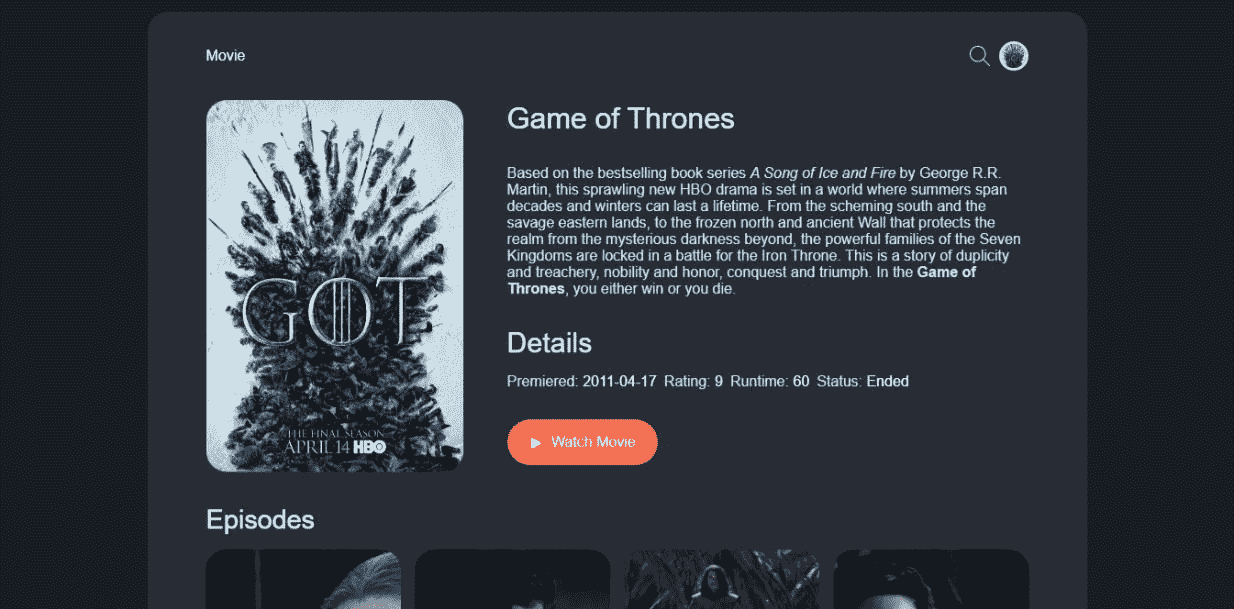 Movie
GOT
THE FINAL SEASON
APRIL 14 HBO
Game of Thrones
Based on the bestselling book series A Song of Ice and Fire by George R.R.
Martin, this sprawling new HBO drama is set in a world where summers span
decades and winters can last a lifetime. From the scheming south and the
savage eastern lands, to the frozen north and ancient Wall that protects the
realm from the mysterious darkness beyond, the powerful families of the Seven
Kingdoms are locked in a battle for the Iron Throne. This is a story of duplicity
and treachery, nobility and honor, conquest and triumph. In the Game of
Thrones, you either win or you die.
Details
Premiered: 2011-04-17 Rating: 9 Runtime: 60 Status: Ended
Watch Movie
Episodes